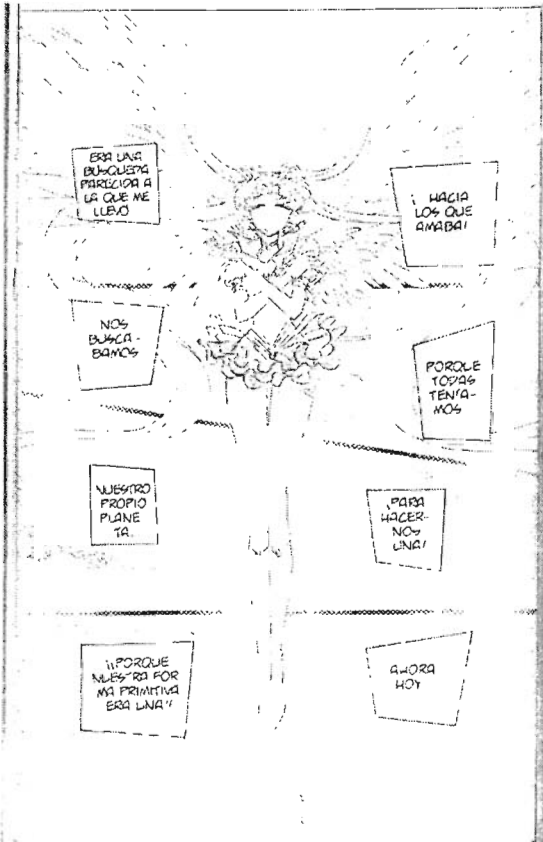 ERA UNA
BUSQUEDA
PARECIDA A
LA QUE ME
LLEVO
¡HACIA
LOS QUE
AMABA!
NOS
BUSCA-
BAMOS
PORQUE
TODAS
TENÍA-
MOS
NUESTRO
PROPIO
PLANE
TA.
¡PARA
HACER-
NOS
UNA!
¡¡PORQUE
NUESTRA FOR
MA PRIMITIVA
ERA UNA!!
AHORA
HOY